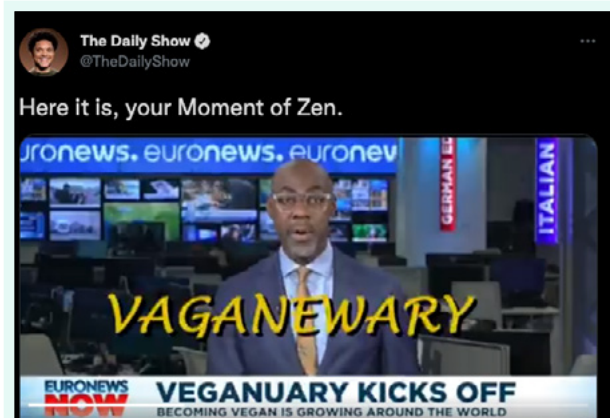 The Daily Show
@TheDailyShow
Here it is, your Moment of Zen.
uronews. euronews. euronev
GERMAN ED
ITALIAN
VAGANEWARY
EURONEWS
NOW
VEGANUARY KICKS OFF
BECOMING VEGAN IS GROWING AROUND THE WORLD